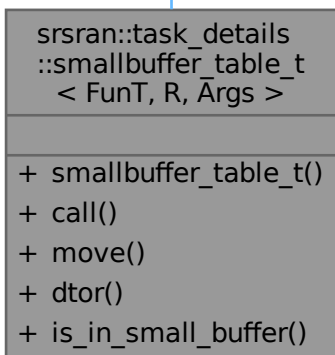 srsran::task_details
::smallbuffer_table_t
< FunT, R, Args >
+ smallbuffer_table_t()
+ call()
+ move()
+ dtor()
+ is_in_small_buffer()